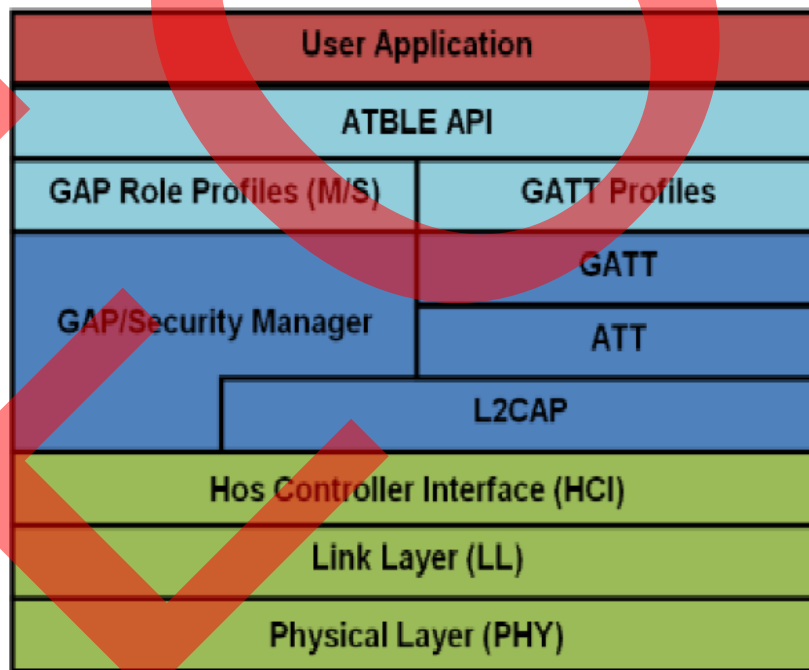 User Application
ATBLE API
GAP Role Profiles (M/S)
GATT Profiles
GATT
GAP/Security Manager
ATT
L2CAP
Hos Controller Interface (HCI)
Link Layer (LL)
Physical Layer (PHY)